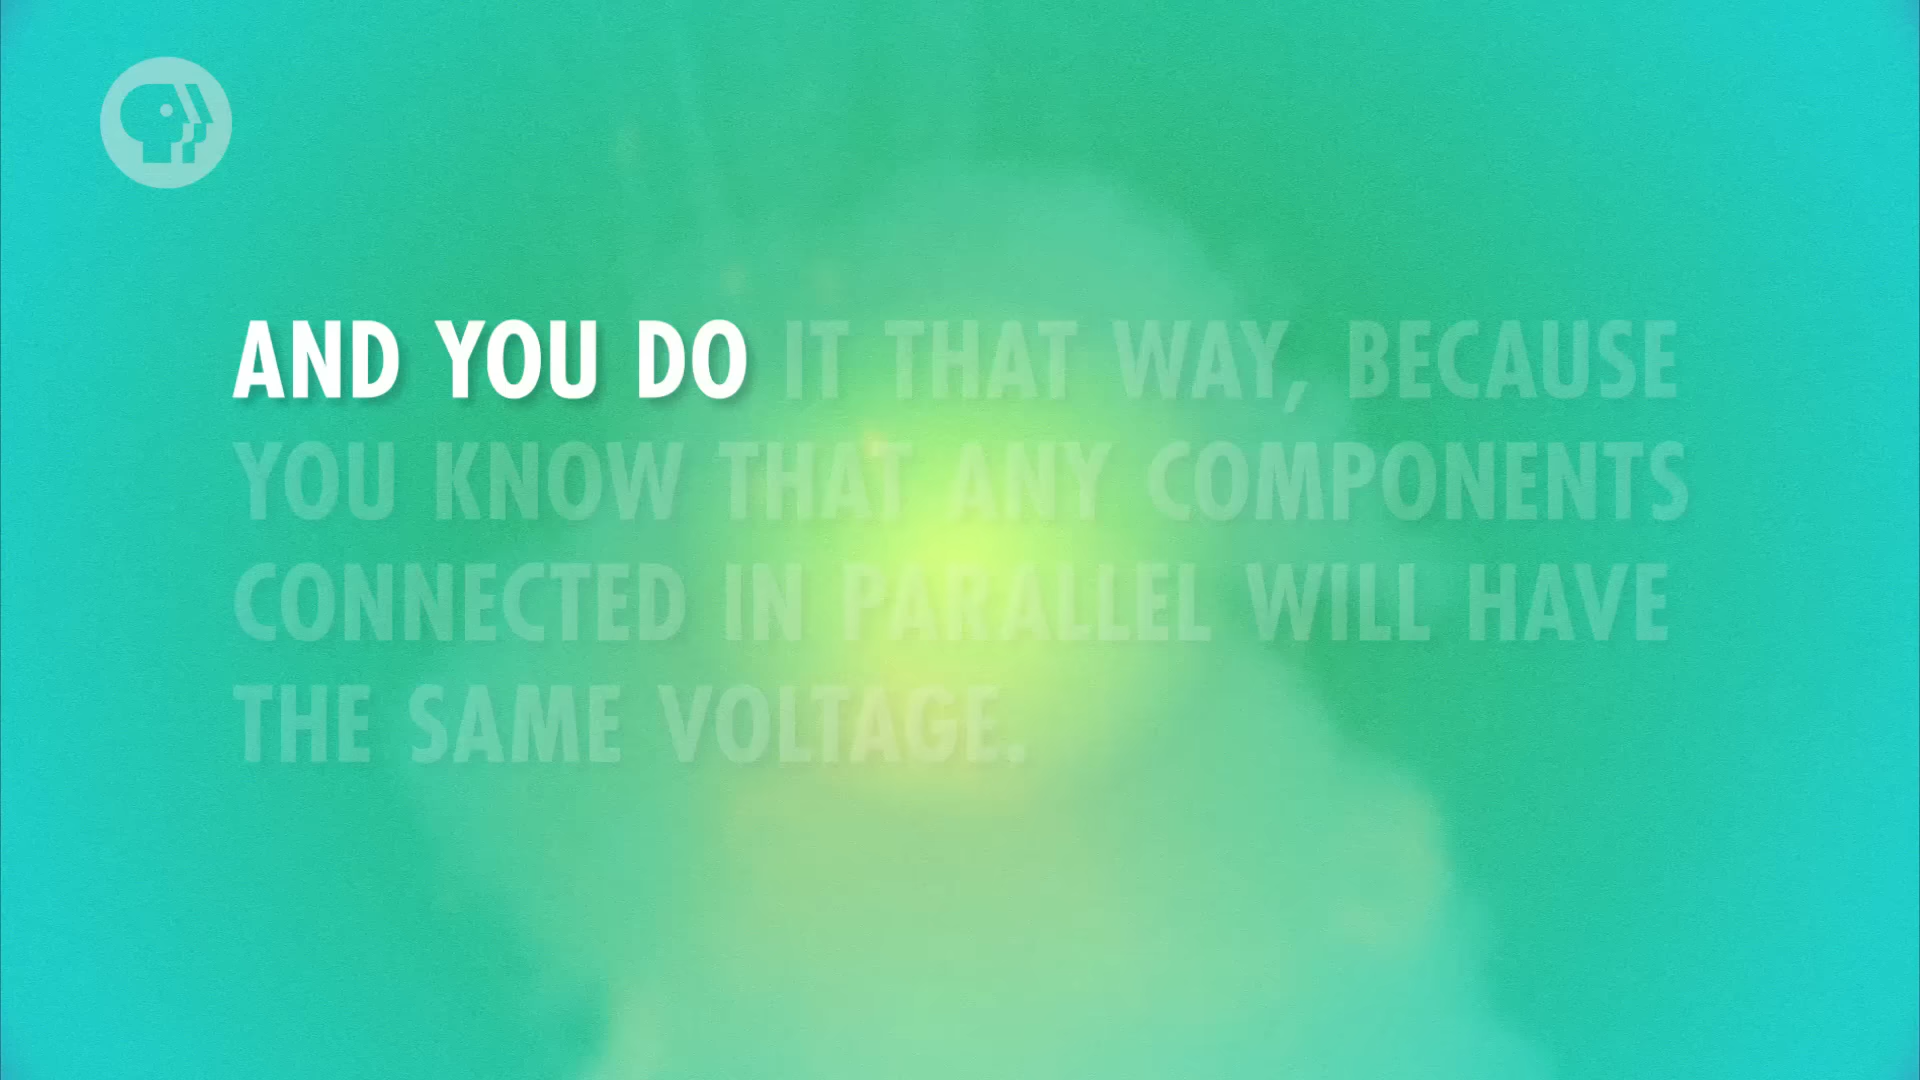 AND YOU DO IT THAT WAY, BECAUSE
YOU KNOW THAT ANY COMPONENTS
CONNECTED IN PARALLEL WILL HAVE
THE SAME VOLTAGE.